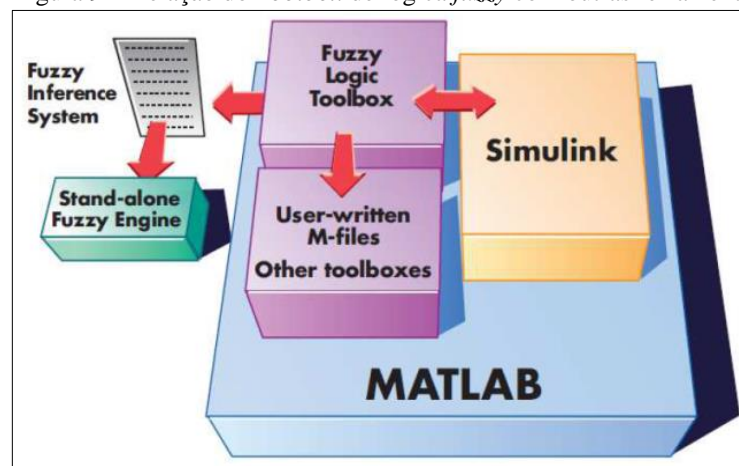 Fuzzy
Inference
System
Fuzzy
Logic
Toolbox
Simulink
Stand-alone
Fuzzy Engine
User-written
M-files
Other toolboxes
MATLAB